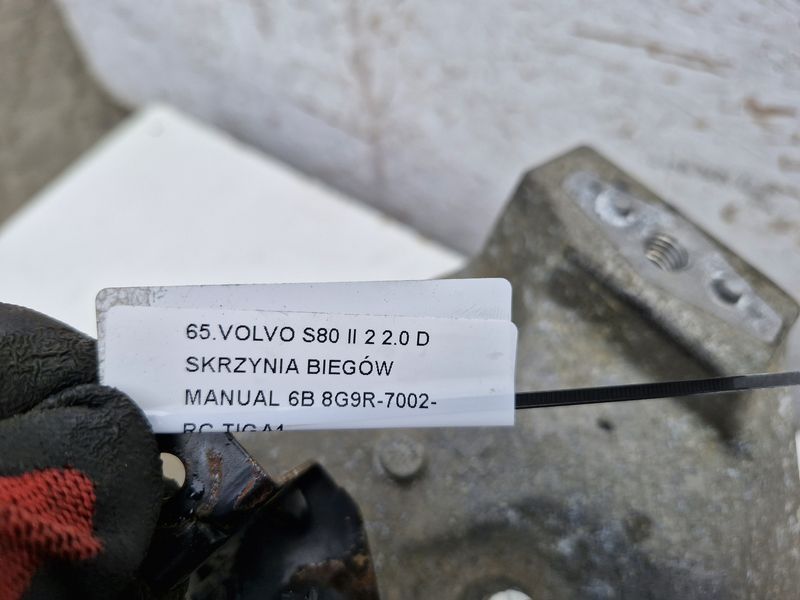 65.VOLVO S80 II 2 2.0 D
SKRZYNIA BIEGÓW
MANUAL 6B 8G9R-7002-